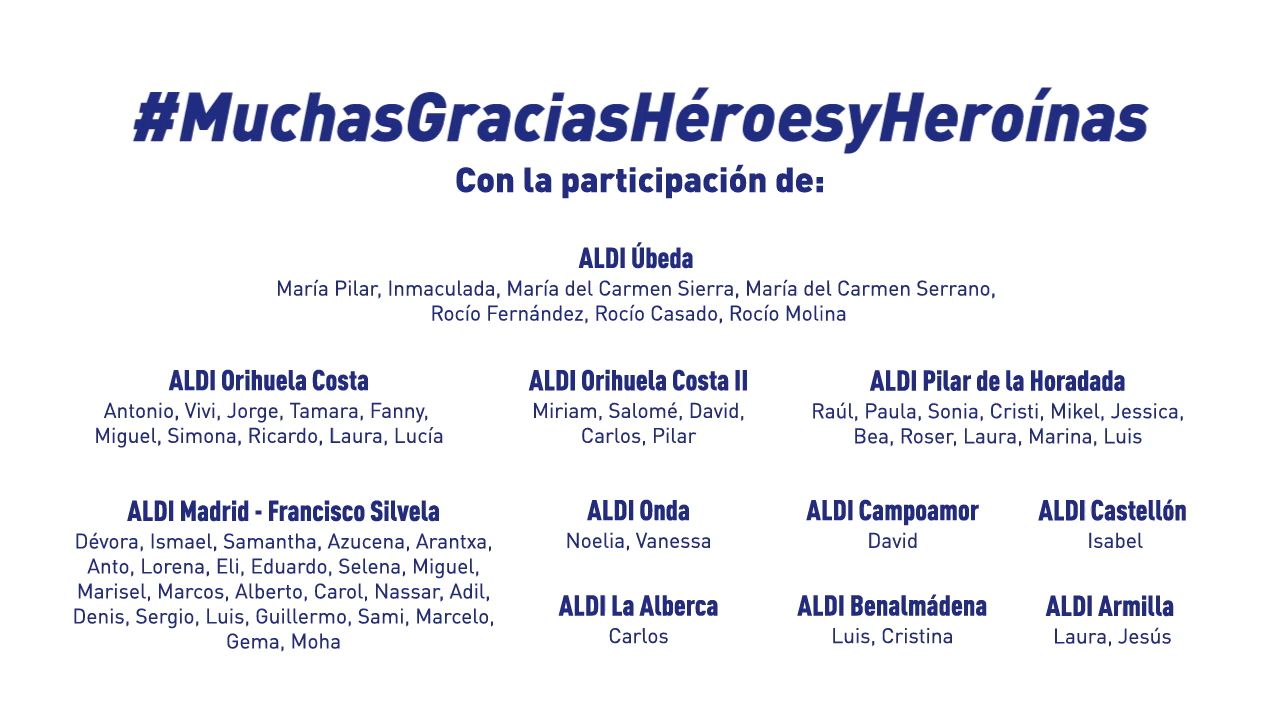 #MuchasGraciasHéroesyHeroínas
Con la participación de:
ALDI Úbeda
María Pilar, Inmaculada, María del Carmen Sierra, María del Carmen Serrano,
Rocío Fernández, Rocío Casado, Rocío Molina
ALDI Orihuela Costa
Antonio, Vivi, Jorge, Tamara, Fanny,
Miguel, Simona, Ricardo, Laura, Lucía
ALDI Orihuela Costa II
Miriam, Salomé, David,
Carlos, Pilar
ALDI Pilar de la Horadada
Raúl, Paula, Sonia, Cristi, Mikel, Jessica,
Bea, Roser, Laura, Marina, Luis
ALDI Madrid - Francisco Silvela
Dévora, Ismael, Samantha, Azucena, Arantxa,
Anto, Lorena, Eli, Eduardo, Selena, Miguel,
Marisel, Marcos, Alberto, Carol, Nassar, Adil,
Denis, Sergio, Luis, Guillermo, Sami, Marcelo,
Gema, Moha
ALDI Onda
Noelia, Vanessa
ALDI Campoamor
David
ALDI Castellón
Isabel
ALDI La Alberca
Carlos
ALDI Benalmádena
Luis, Cristina
ALDI Armilla
Laura, Jesús